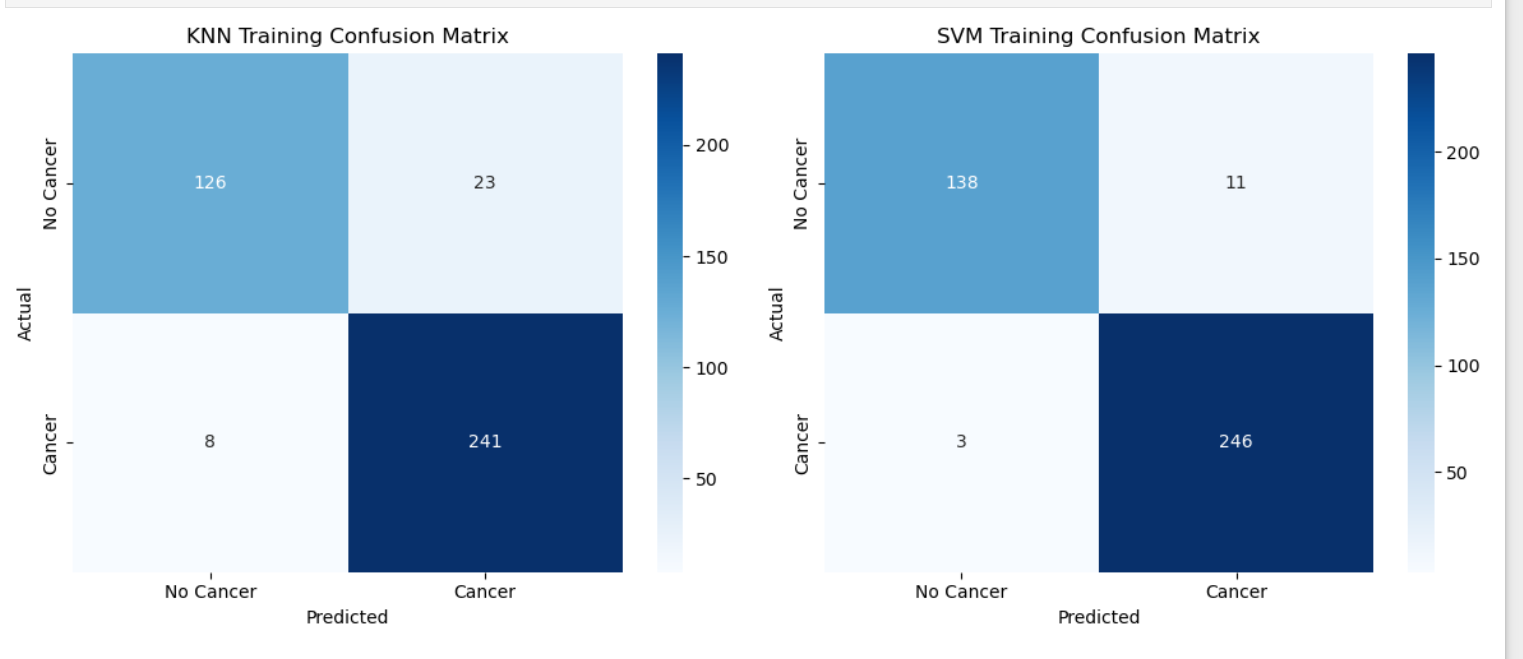 KNN Training Confusion Matrix
No Cancer
126
23
Cancer
8
241
Actual
No Cancer
Cancer
Predicted
200
150
100
50
SVM Training Confusion Matrix
No Cancer
138
11
Cancer
3
246
Actual
No Cancer
Cancer
Predicted
200
150
100
50